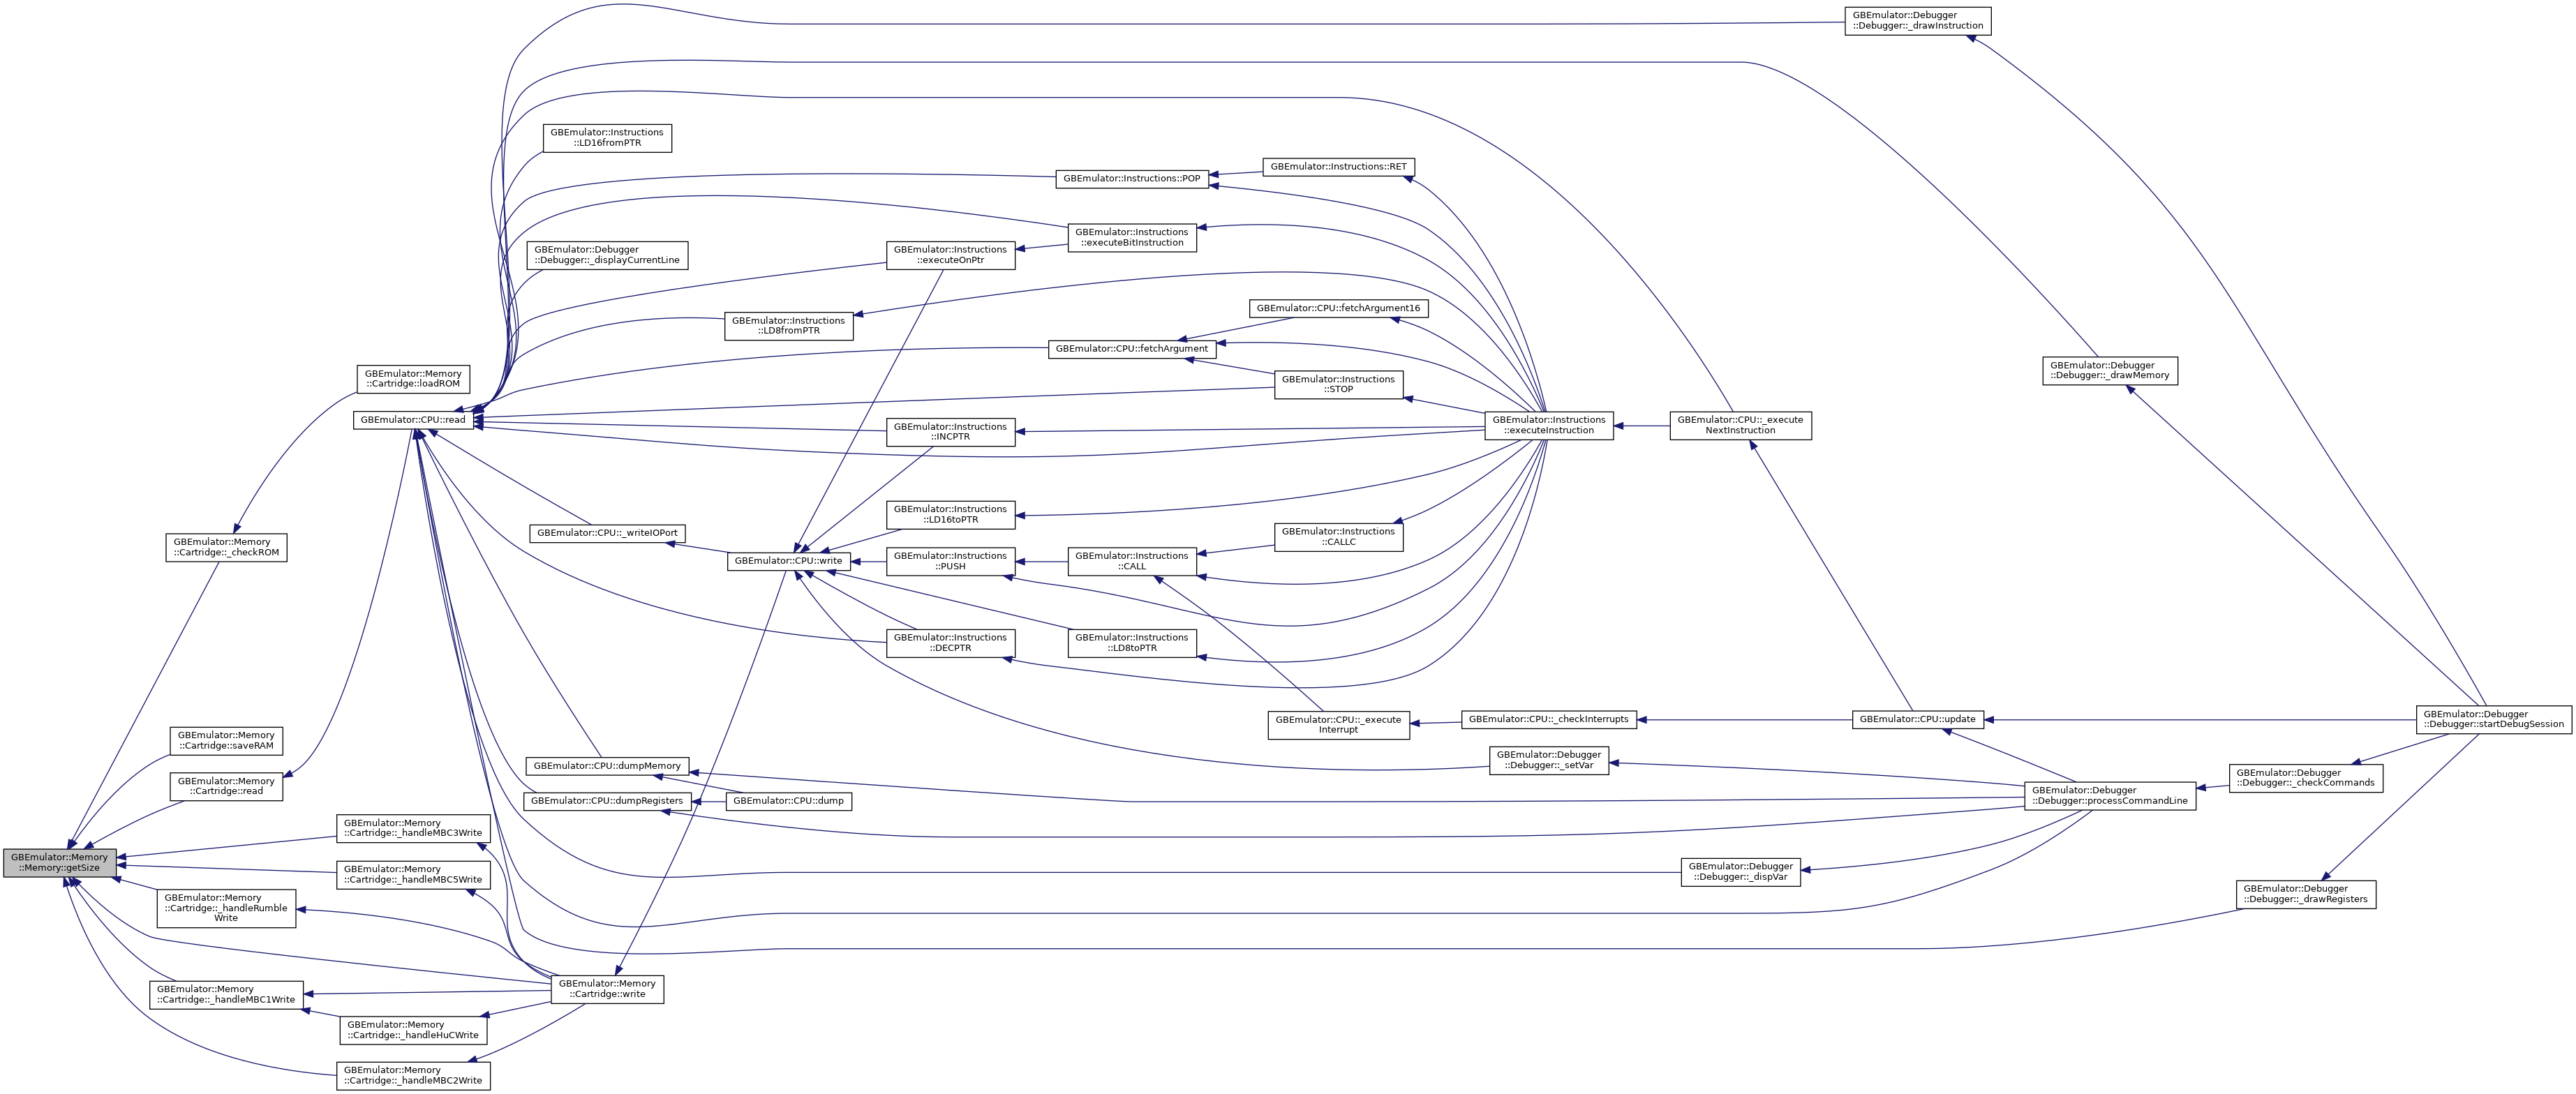 GBEmulator::Debugger
::Debugger::_drawInstruction
GBEmulator::Instructions
::LD16fromPTR
GBEmulator::Instructions::RET
GBEmulator::Instructions::POP
GBEmulator::Instructions
::executeBitInstruction
GBEmulator::Debugger
::Debugger::_displayCurrentLine
GBEmulator::Instructions
::executeOnPtr
GBEmulator::CPU::fetchArgument16
GBEmulator::Instructions
::LD8fromPTR
GBEmulator::CPU::fetchArgument
GBEmulator::Debugger
::Debugger::_drawMemory
GBEmulator::Memory
::Cartridge::loadROM
GBEmulator::Instructions
::STOP
GBEmulator::CPU::read
GBEmulator::Instructions
::INCPTR
GBEmulator::Instructions
::executeInstruction
GBEmulator::CPU::_execute
NextInstruction
GBEmulator::Instructions
::LD16toPTR
GBEmulator::CPU::_writeIOPort
GBEmulator::Instructions
::CALLC
GBEmulator::Memory
::Cartridge::_checkROM
GBEmulator::CPU::write
GBEmulator::Instructions
::PUSH
GBEmulator::Instructions
::CALL
GBEmulator::Instructions
::DECPTR
GBEmulator::Instructions
::LD8toPTR
GBEmulator::CPU::_execute
Interrupt
GBEmulator::CPU::_checkInterrupts
GBEmulator::CPU::update
GBEmulator::Debugger
::Debugger::startDebugSession
GBEmulator::Memory
::Cartridge::saveRAM
GBEmulator::CPU::dumpMemory
GBEmulator::Debugger
::Debugger::_setVar
GBEmulator::Memory
::Cartridge::read
GBEmulator::Debugger
::Debugger::_checkCommands
GBEmulator::CPU::dumpRegisters
GBEmulator::CPU::dump
GBEmulator::Debugger
::Debugger::processCommandLine
GBEmulator::Memory
::Cartridge::_handleMBC3Write
GBEmulator::Memory
::Memory::getSize
GBEmulator::Memory
::Cartridge::_handleMBC5Write
GBEmulator::Debugger
::Debugger::_dispVar
GBEmulator::Memory
::Cartridge::_handleRumble
Write
GBEmulator::Debugger
::Debugger::_drawRegisters
GBEmulator::Memory
::Cartridge::write
GBEmulator::Memory
::Cartridge::_handleMBC1Write
GBEmulator::Memory
::Cartridge::_handleHuCWrite
GBEmulator::Memory
::Cartridge::_handleMBC2Write